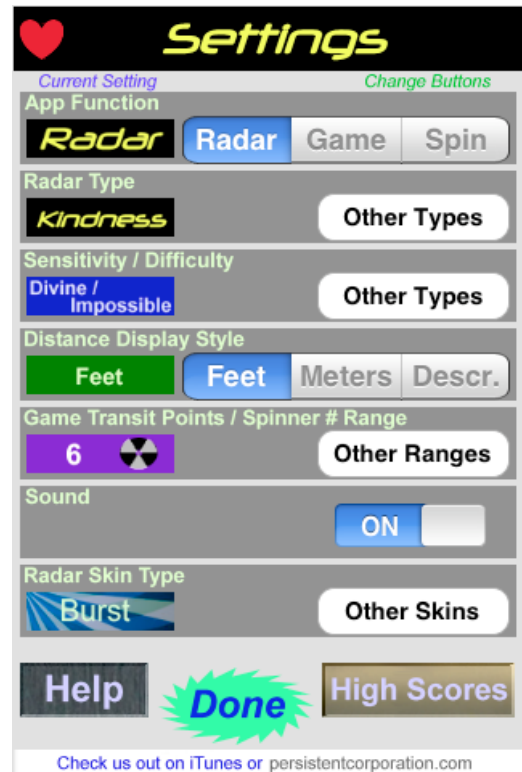 Settings
Current Setting Change Buttons
App Function
Radar Radar Game Spin
Radar Type
Kindness Other Types
Sensitivity / Difficulty
Divine /
Impossible Other Types
Distance Display Style
Feet Feet Meters Descr.
Game Transit Points / Spinner # Range
6 Other Ranges
Sound
ON
Radar Skin Type
Burst Other Skins
Help Done High Scores
Check us out on iTunes or persistentcorporation.com